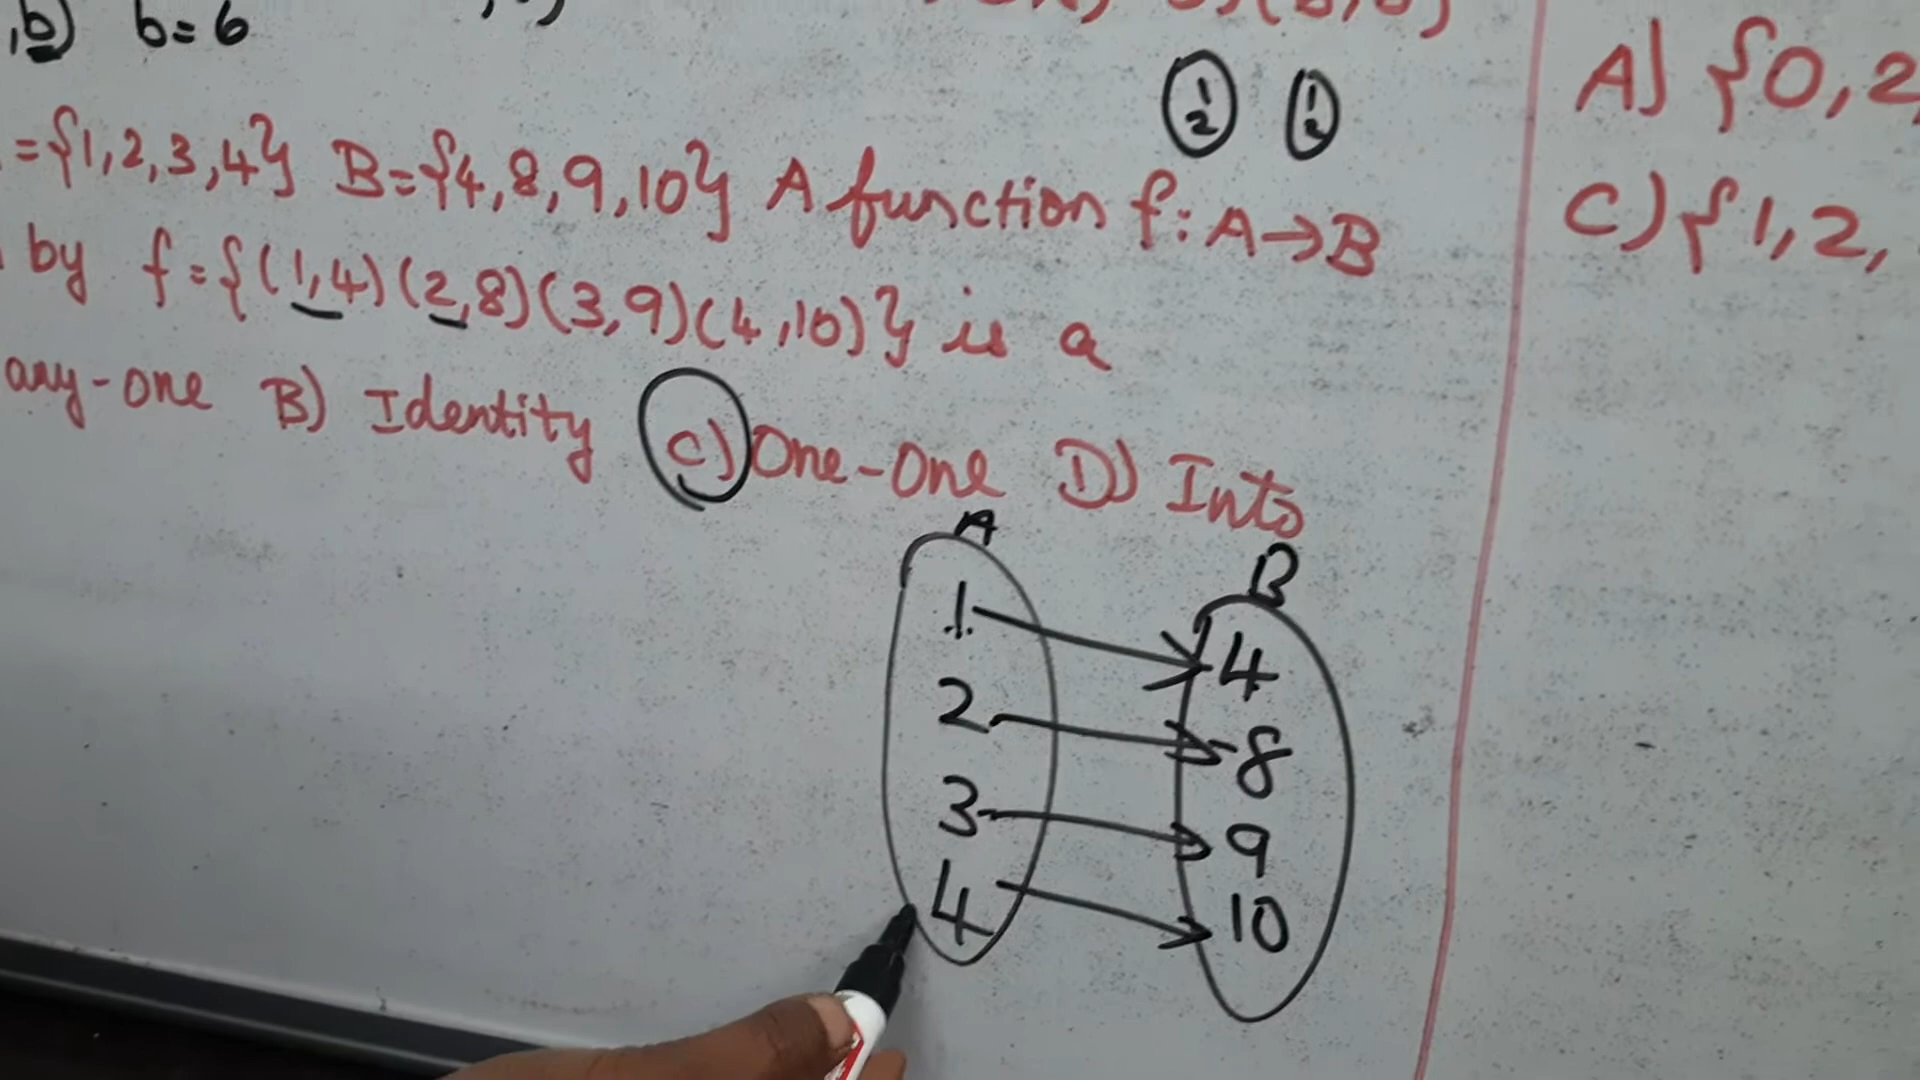 ,b) b=6
={1,2,3,4} B={4,8,9,10} A function f:A→B
by f={(1,4)(2,8)(3,9)(4,10)} is a
any-one B) Identity C) One-One D) Into
A B
1 4
2 8
3 9
4 10
1 2
1 2
A) {0,2,
C) {1,2,